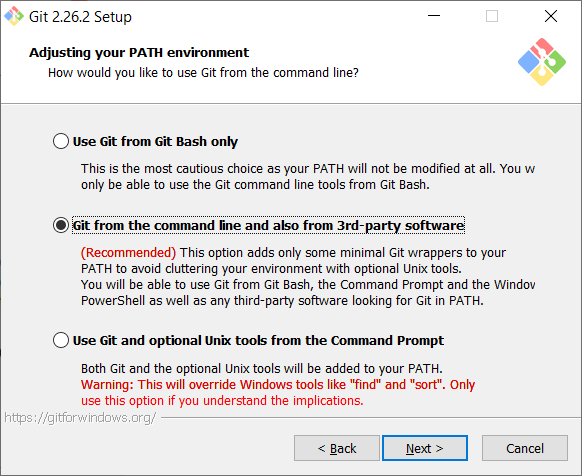 Git 2.26.2 Setup
Adjusting your PATH environment
How would you like to use Git from the command line?
Use Git from Git Bash only
This is the most cautious choice as your PATH will not be modified at all. You w
only be able to use the Git command line tools from Git Bash.
Git from the command line and also from 3rd-party software
(Recommended) This option adds only some minimal Git wrappers to your
PATH to avoid cluttering your environment with optional Unix tools.
You will be able to use Git from Git Bash, the Command Prompt and the Window
PowerShell as well as any third-party software looking for Git in PATH.
Use Git and optional Unix tools from the Command Prompt
Both Git and the optional Unix tools will be added to your PATH.
Warning: This will override Windows tools like "find" and "sort". Only
use this option if you understand the implications.
https://gitforwindows.org/
< Back
Next >
Cancel